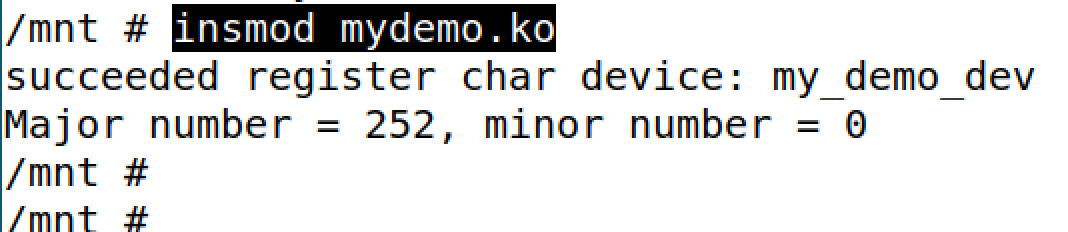 /mnt # insmod mydemo.ko
succeeded register char device: my_demo_dev
Major number = 252, minor number = 0
/mnt #
/mnt #